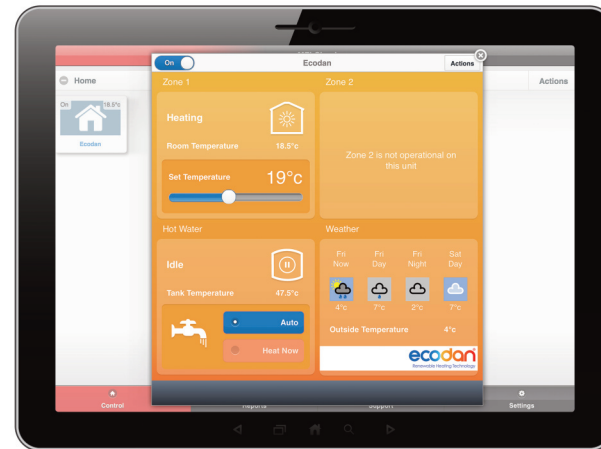 On
Ecodan
Actions
Home
Actions
On
18.5°c
Ecodan
Zone 1
Zone 2
Heating
Room Temperature
18.5°c
Set Temperature
19°c
Zone 2 is not operational on
this unit
Hot Water
Weather
Idle
Tank Temperature
47.5°c
Auto
Heat Now
Fri
Now
Fri
Day
Fri
Night
Sat
Day
4°c
7°c
2°c
7°c
Outside Temperature
4°c
ecodan
Renewable Heating Technology
Control
Reports
Support
Settings